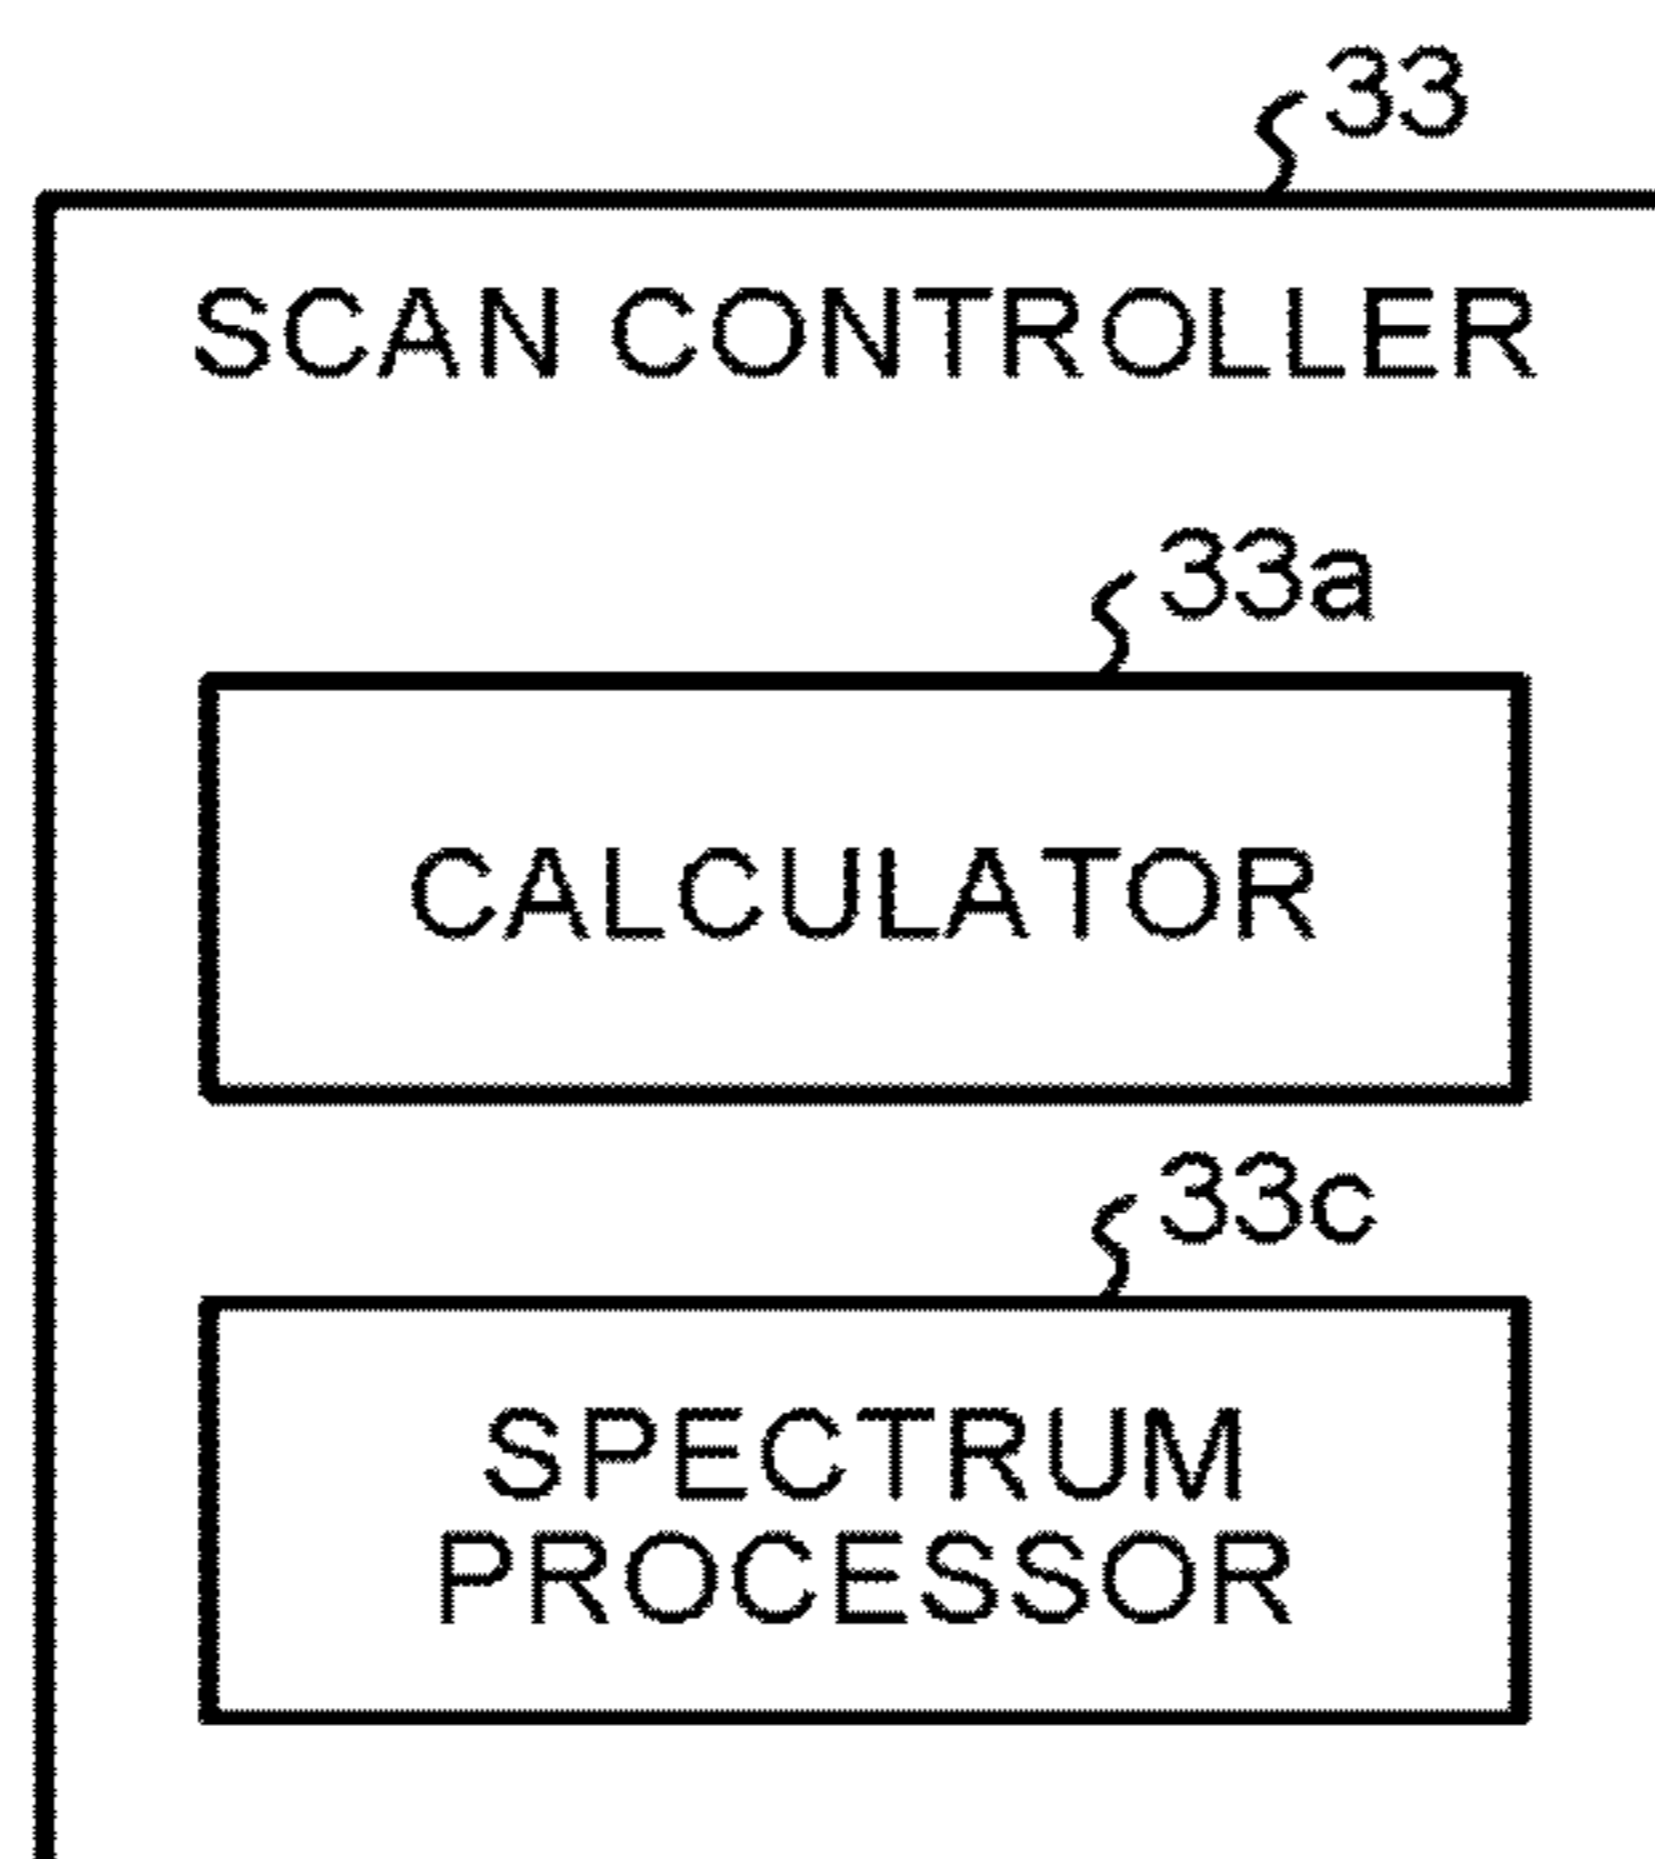 33
SCAN CONTROLLER
33a
CALCULATOR
33c
SPECTRUM
PROCESSOR